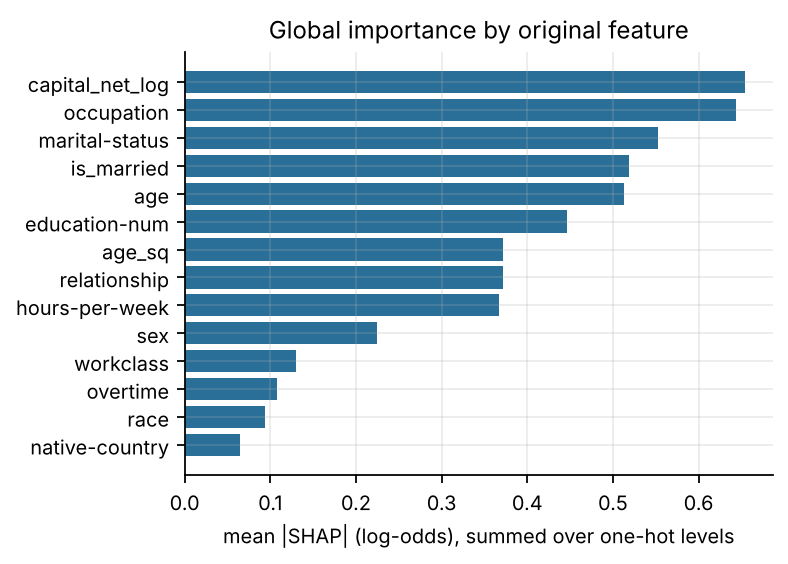 Global importance by original feature
capital_net_log
occupation
marital-status
is_married
age
education-num
age_sq
relationship
hours-per-week
sex
workclass
overtime
race
native-country
0.0 0.1 0.2 0.3 0.4 0.5 0.6
mean |SHAP| (log-odds), summed over one-hot levels